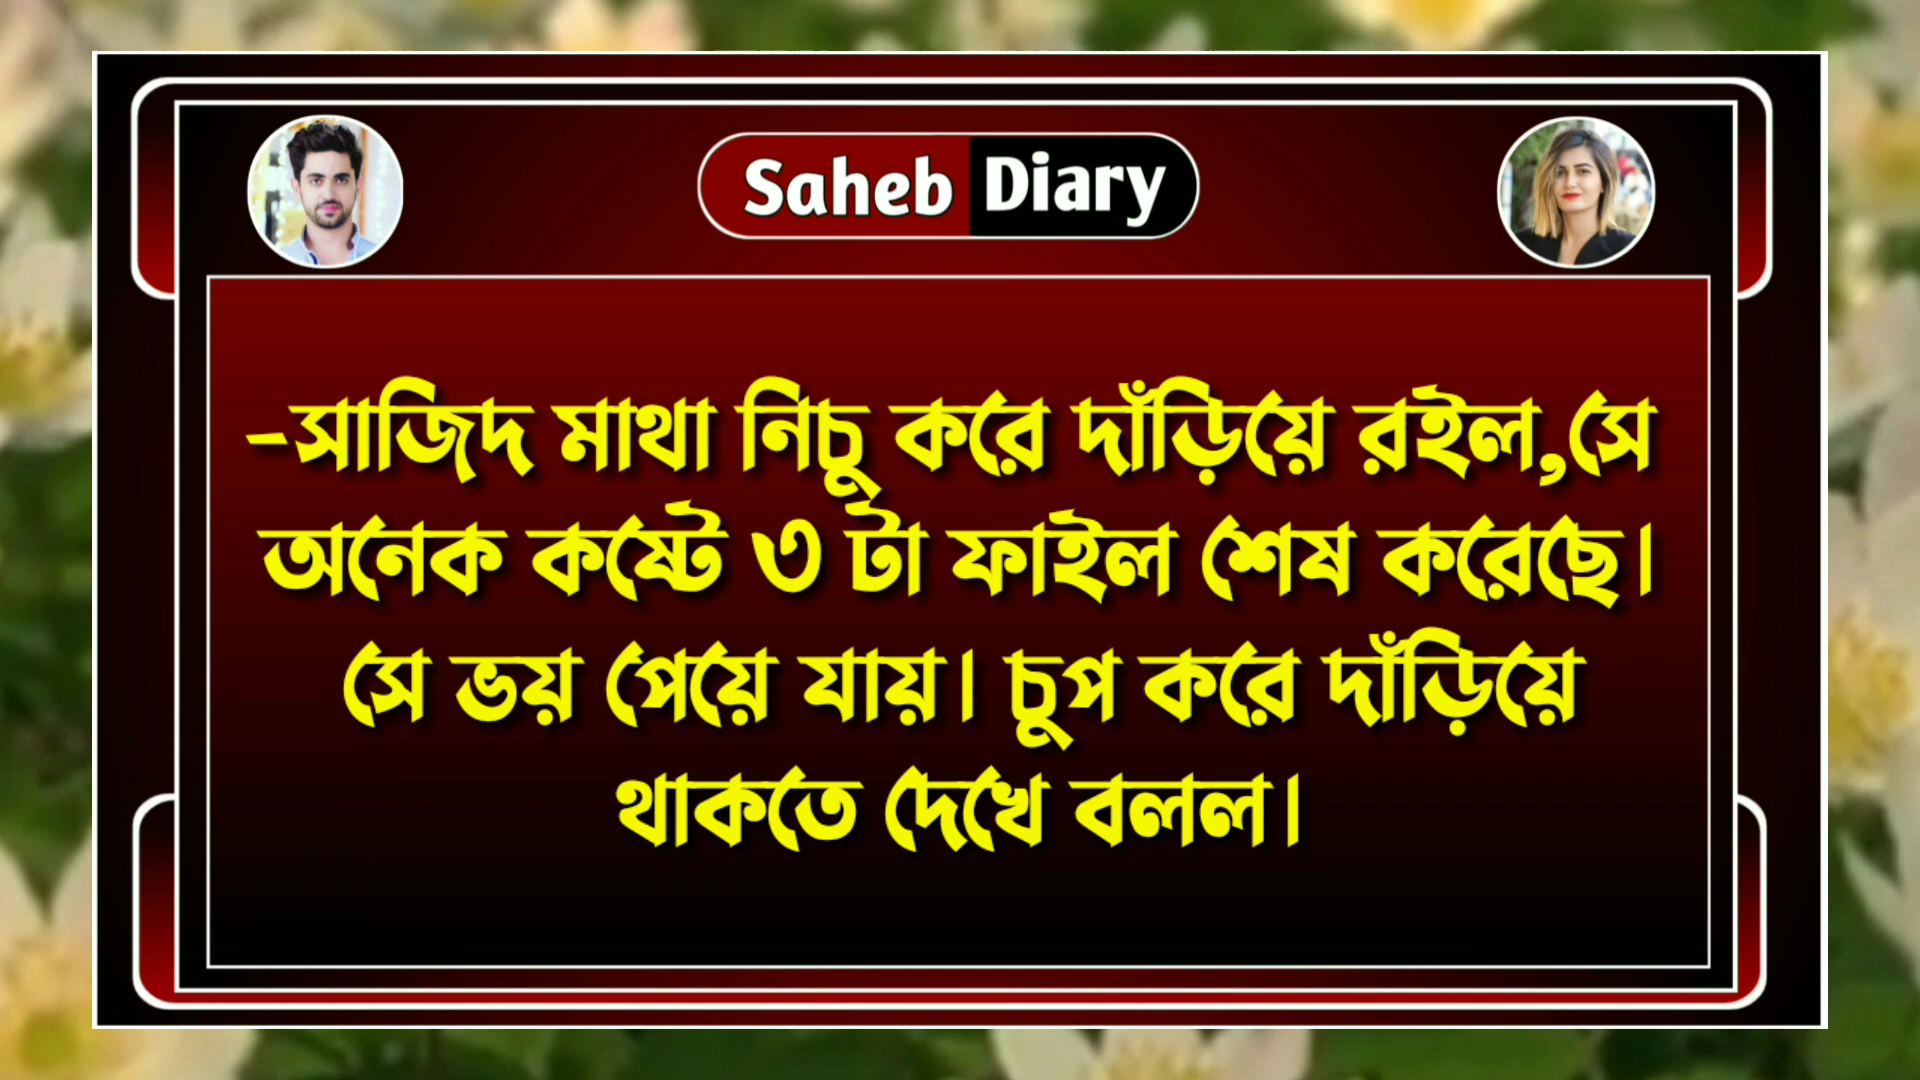 Saheb Diary
-সাজিদ মাথা নিচু করে দাঁড়িয়ে রইল,সে
অনেক কষ্টে ৩ টা ফাইল শেষ করেছে।
সে ভয় পেয়ে যায়। চুপ করে দাঁড়িয়ে
থাকতে দেখে বলল।